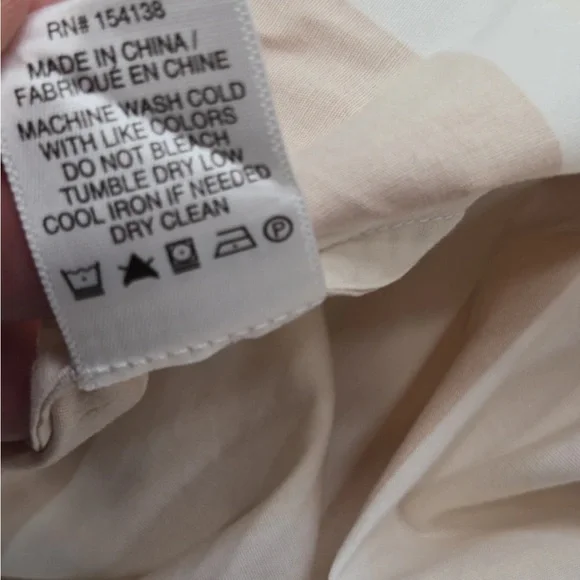 RN# 154138
MADE IN CHINA /
FABRIQUÉ EN CHINE
MACHINE WASH COLD
WITH LIKE COLORS
DO NOT BLEACH
TUMBLE DRY LOW
COOL IRON IF NEEDED
DRY CLEAN
P